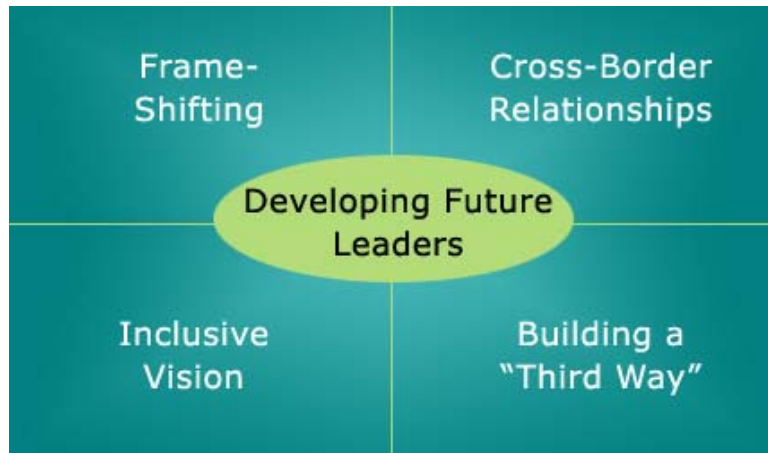 Frame-
Shifting
Cross-Border
Relationships
Developing Future
Leaders
Inclusive
Vision
Building a
“Third Way”